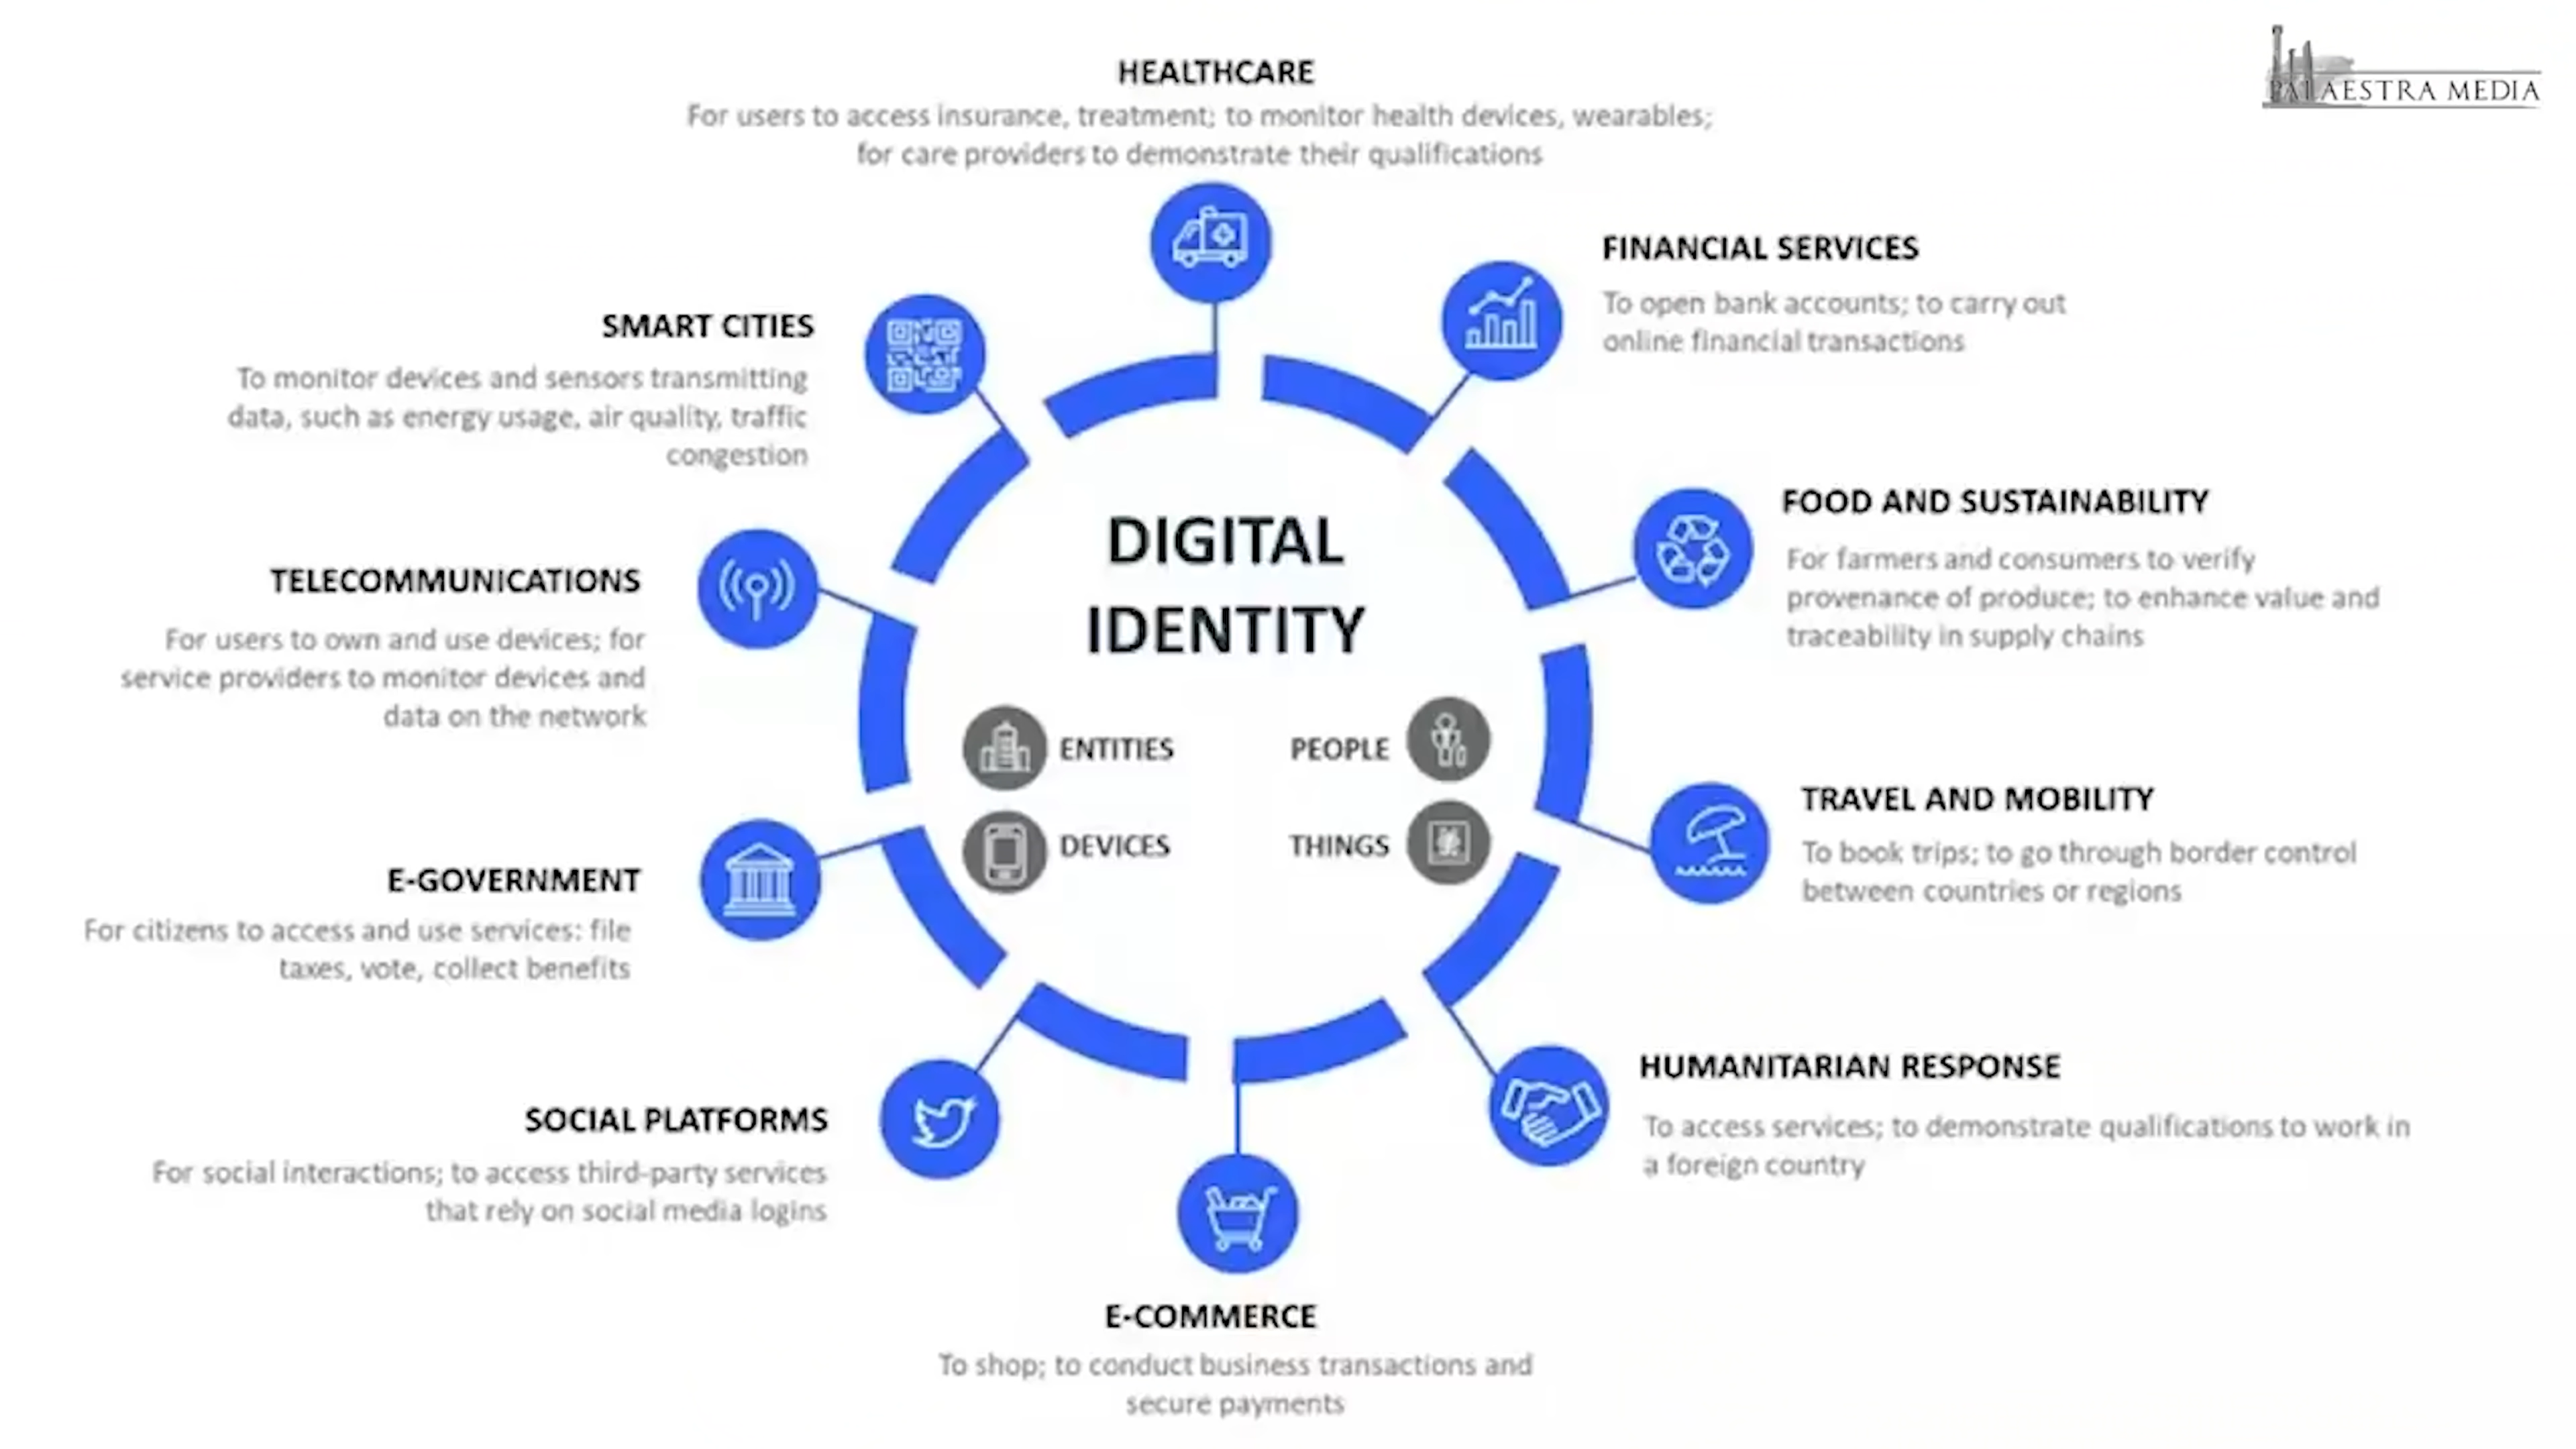 PALAESTRA MEDIA
HEALTHCARE
For users to access insurance, treatment; to monitor health devices, wearables;
for care providers to demonstrate their qualifications
FINANCIAL SERVICES
To open bank accounts; to carry out
online financial transactions
FOOD AND SUSTAINABILITY
For farmers and consumers to verify
provenance of produce; to enhance value and
traceability in supply chains
TRAVEL AND MOBILITY
To book trips; to go through border control
between countries or regions
HUMANITARIAN RESPONSE
To access services; to demonstrate qualifications to work in
a foreign country
E-COMMERCE
To shop; to conduct business transactions and
secure payments
SOCIAL PLATFORMS
For social interactions; to access third-party services
that rely on social media logins
E-GOVERNMENT
For citizens to access and use services: file
taxes, vote, collect benefits
TELECOMMUNICATIONS
For users to own and use devices; for
service providers to monitor devices and
data on the network
SMART CITIES
To monitor devices and sensors transmitting
data, such as energy usage, air quality, traffic
congestion
DIGITAL
IDENTITY
ENTITIES
PEOPLE
DEVICES
THINGS